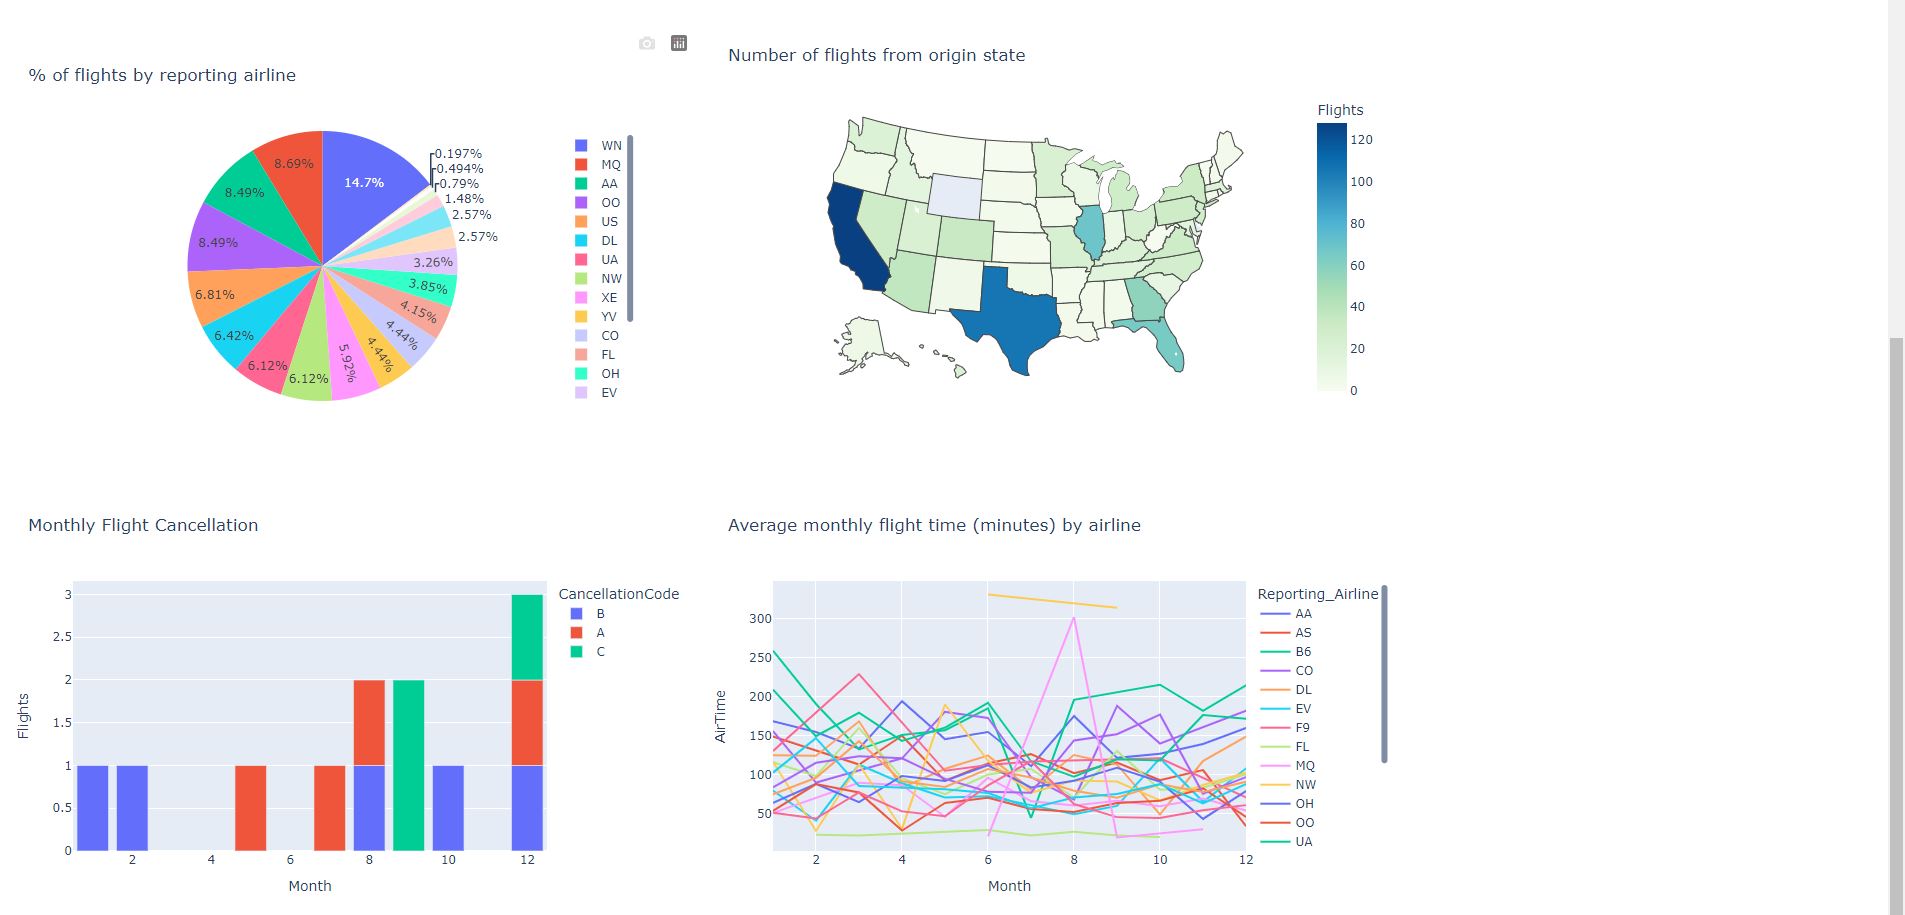 % of flights by reporting airline
14.7%
8.69%
8.49%
8.49%
6.81%
6.42%
6.12%
6.12%
5.92%
4.44%
4.44%
4.15%
3.85%
3.26%
2.57%
2.57%
1.48%
0.79%
0.494%
0.197%
WN
MQ
AA
OO
US
DL
UA
NW
XE
YV
CO
FL
OH
EV
Number of flights from origin state
Flights
120
100
80
60
40
20
0
Monthly Flight Cancellation
Flights
3
2.5
2
1.5
1
0.5
0
2 4 6 8 10 12
Month
CancellationCode
B
A
C
Average monthly flight time (minutes) by airline
AirTime
300
250
200
150
100
50
2 4 6 8 10 12
Month
Reporting_Airline
AA
AS
B6
CO
DL
EV
F9
FL
MQ
NW
OH
OO
UA